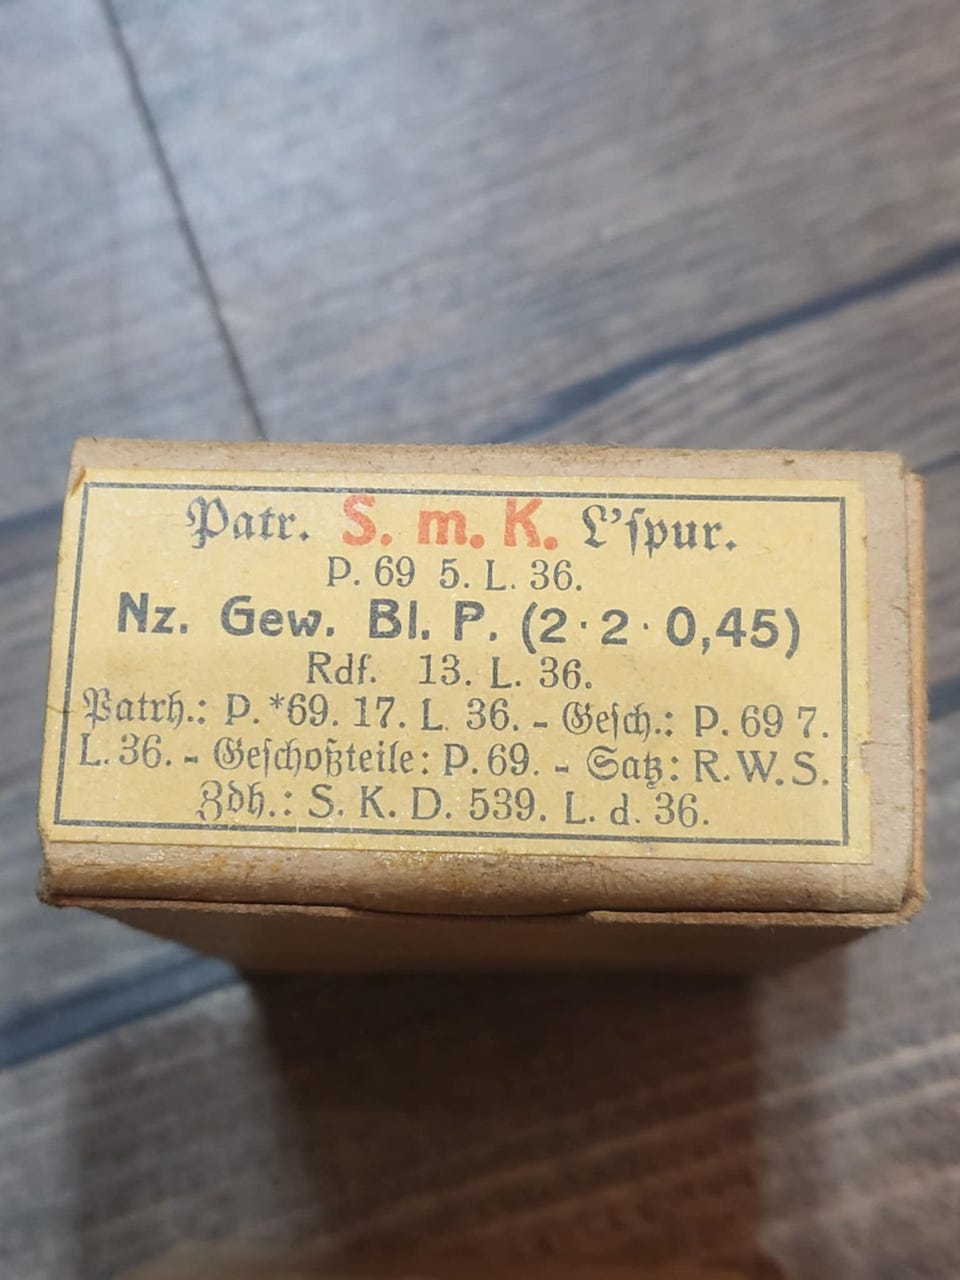 Patr. S. m. K. L'spur.
P. 69 5. L. 36.
Nz. Gew. Bl. P. (2·2·0,45)
Rdf. 13. L. 36.
Patrh.: P. *69. 17. L. 36. - Gesch.: P. 69 7.
L. 36. - Geschoßteile: P. 69. - Satz: R.W.S.
Zdh.: S. K. D. 539. L. d. 36.